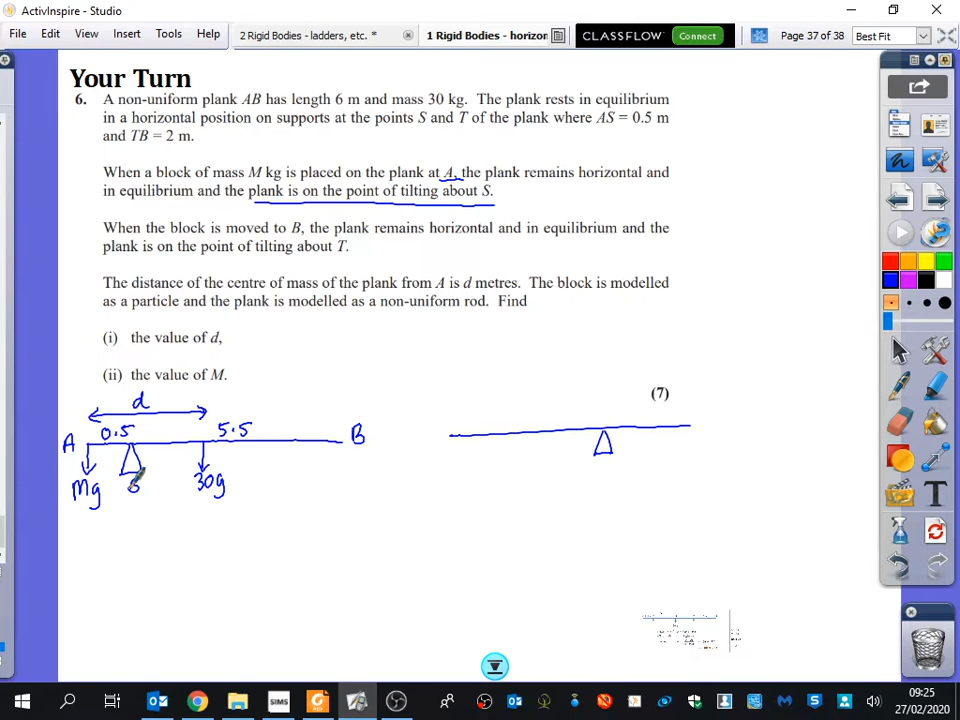 ActivInspire - Studio
File Edit View Insert Tools Help
2 Rigid Bodies - ladders, etc. *
1 Rigid Bodies - horizon
CLASSFLOW Connect
Page 37 of 38
Best Fit
Your Turn
6. A non-uniform plank AB has length 6 m and mass 30 kg. The plank rests in equilibrium
in a horizontal position on supports at the points S and T of the plank where AS = 0.5 m
and TB = 2 m.
When a block of mass M kg is placed on the plank at A, the plank remains horizontal and
in equilibrium and the plank is on the point of tilting about S.
When the block is moved to B, the plank remains horizontal and in equilibrium and the
plank is on the point of tilting about T.
The distance of the centre of mass of the plank from A is d metres. The block is modelled
as a particle and the plank is modelled as a non-uniform rod. Find
(i) the value of d,
(ii) the value of M.
(7)
d
A 0.5 5.5 B
Mg S 30g
T
SIMS
09:25
27/02/2020